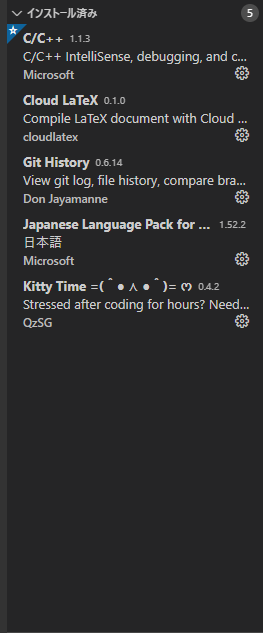 インストール済み 5
C/C++ 1.1.3
C/C++ IntelliSense, debugging, and c...
Microsoft
Cloud LaTeX 0.1.0
Compile LaTeX document with Cloud ...
cloudlatex
Git History 0.6.14
View git log, file history, compare bra...
Don Jayamanne
Japanese Language Pack for ... 1.52.2
日本語
Microsoft
Kitty Time =(＾● ⋏ ●＾)= ო 0.4.2
Stressed after coding for hours? Need...
QzSG